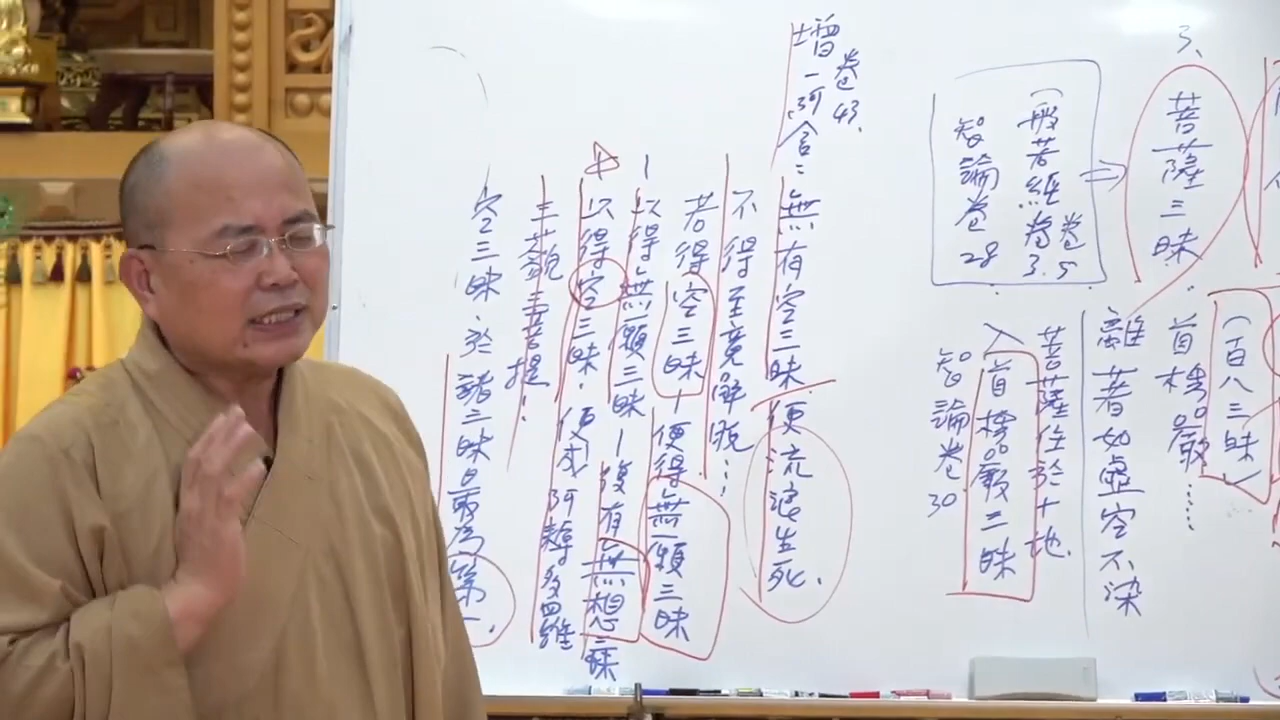 3、
菩薩三昧
(百八三昧)
首楞嚴……
離著如虛空不染
(般若經卷3.5
智論卷28
菩薩住於十地
入首楞嚴三昧
智論卷30
增一阿含:
卷43.
無有空三昧便流浪生死.
不得至竟解脫…
若得空三昧-便得無願三昧
以得無願三昧-復有無想三昧
以得空三昧.便成阿耨多羅
三藐三菩提!
空三昧.於諸三昧最為第一.